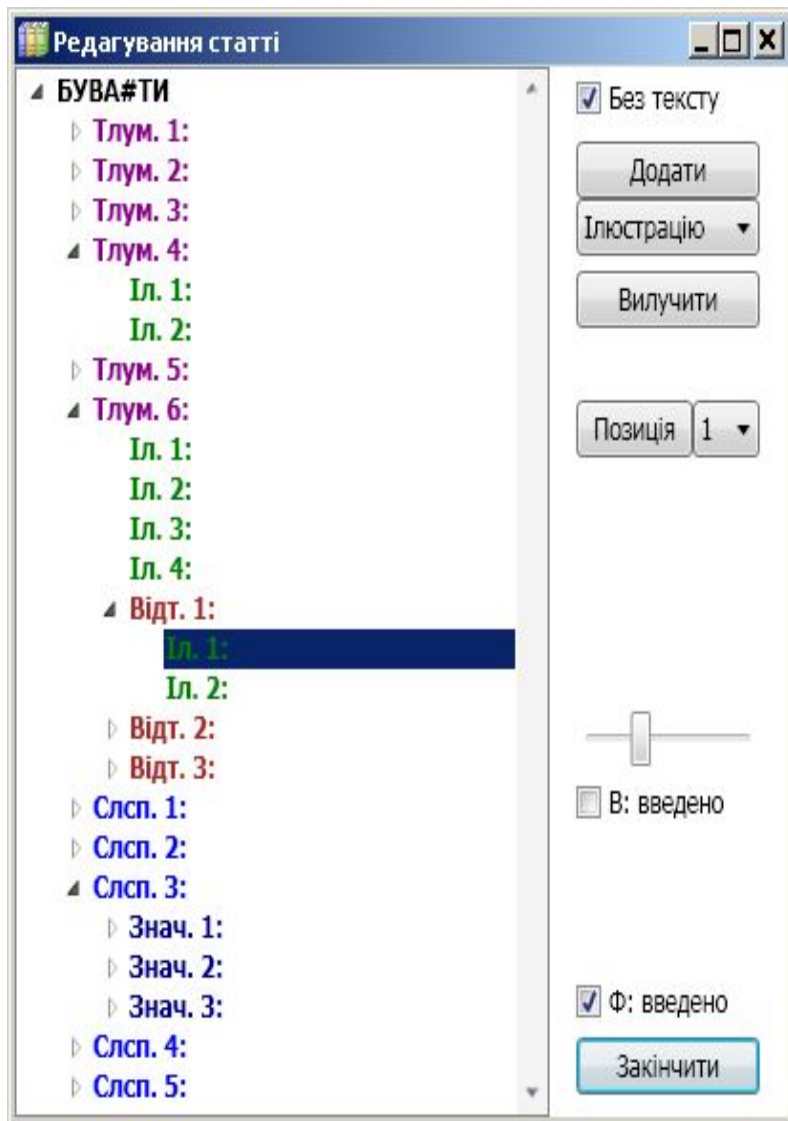 Редагування статті
БУВА#ТИ
Тлум. 1:
Тлум. 2:
Тлум. 3:
Тлум. 4:
Іл. 1:
Іл. 2:
Тлум. 5:
Тлум. 6:
Іл. 1:
Іл. 2:
Іл. 3:
Іл. 4:
Відт. 1:
Іл. 1:
Іл. 2:
Відт. 2:
Відт. 3:
Слсп. 1:
Слсп. 2:
Слсп. 3:
Знач. 1:
Знач. 2:
Знач. 3:
Слсп. 4:
Слсп. 5:
Без тексту
Додати
Ілюстрацію
Вилучити
Позиція 1
В: введено
Ф: введено
Закінчити